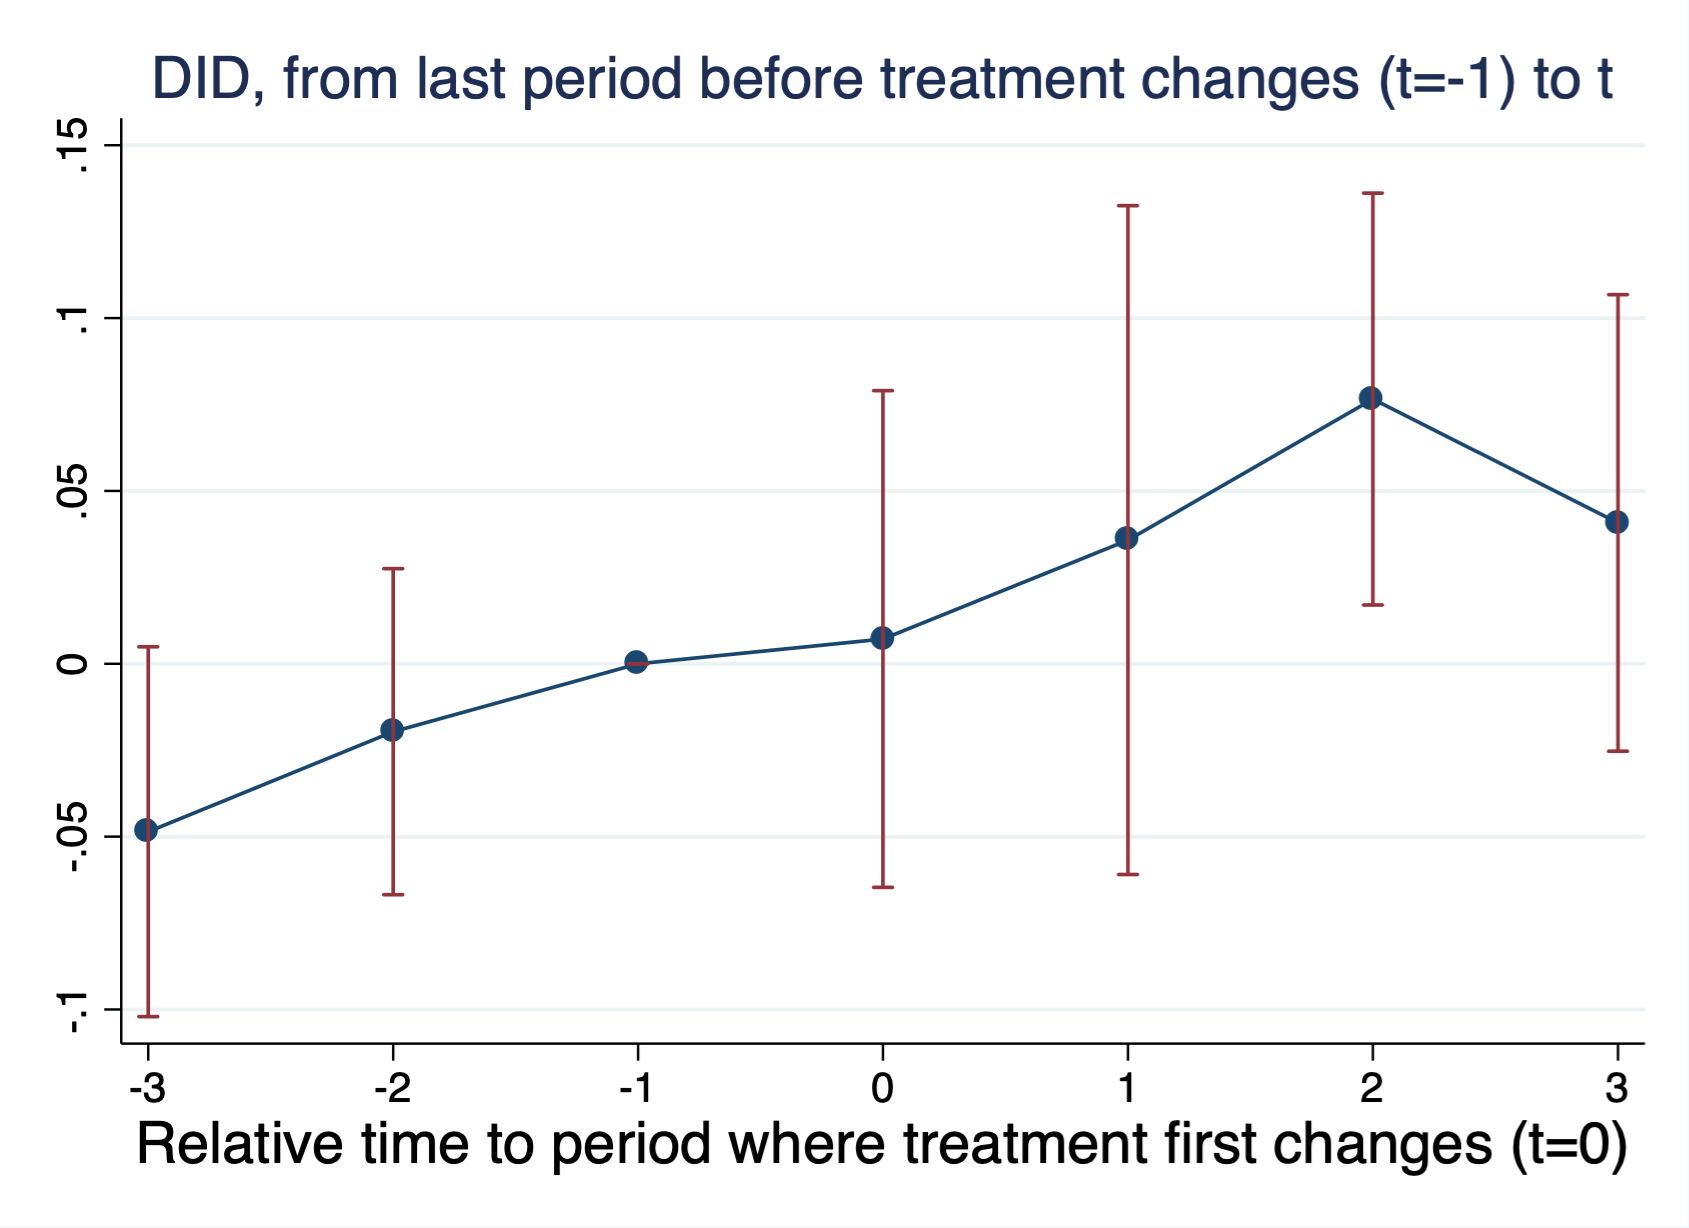 DID, from last period before treatment changes (t=-1) to t
.15
.1
.05
0
-.05
-.1
-3 -2 -1 0 1 2 3
Relative time to period where treatment first changes (t=0)